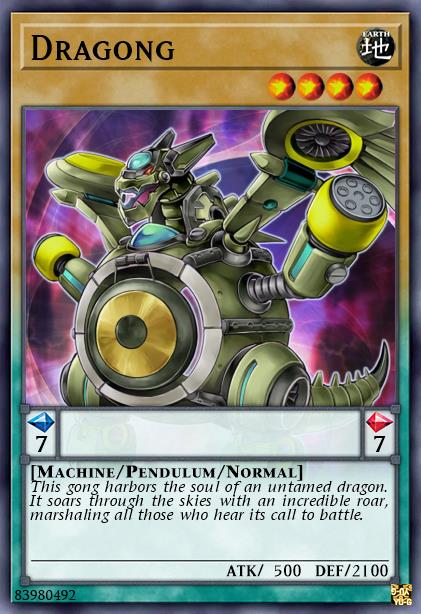 DRAGONG
EARTH
地
7
7
[MACHINE/PENDULUM/NORMAL]
This gong harbors the soul of an untamed dragon.
It soars through the skies with an incredible roar,
marshaling all those who hear its call to battle.
ATK/ 500 DEF/2100
83980492